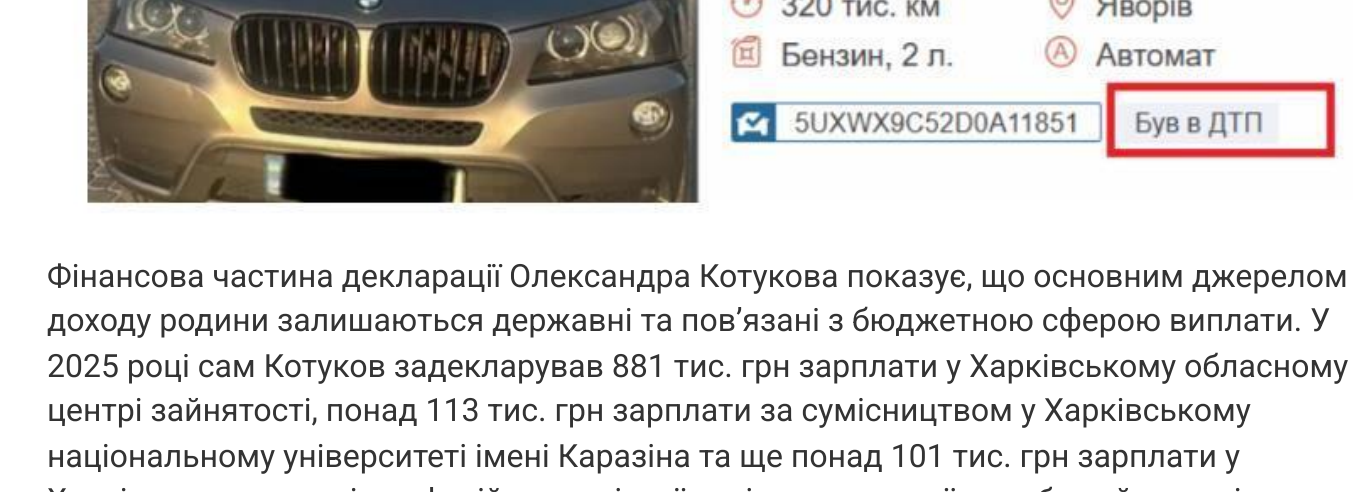 320 тис. км
Яворів
Бензин, 2 л.
Автомат
5UXWX9C52D0A11851
Був в ДТП
Фінансова частина декларації Олександра Котукова показує, що основним джерелом
доходу родини залишаються державні та пов’язані з бюджетною сферою виплати. У
2025 році сам Котуков задекларував 881 тис. грн зарплати у Харківському обласному
центрі зайнятості, понад 113 тис. грн зарплати за сумісництвом у Харківському
національному університеті імені Каразіна та ще понад 101 тис. грн зарплати у